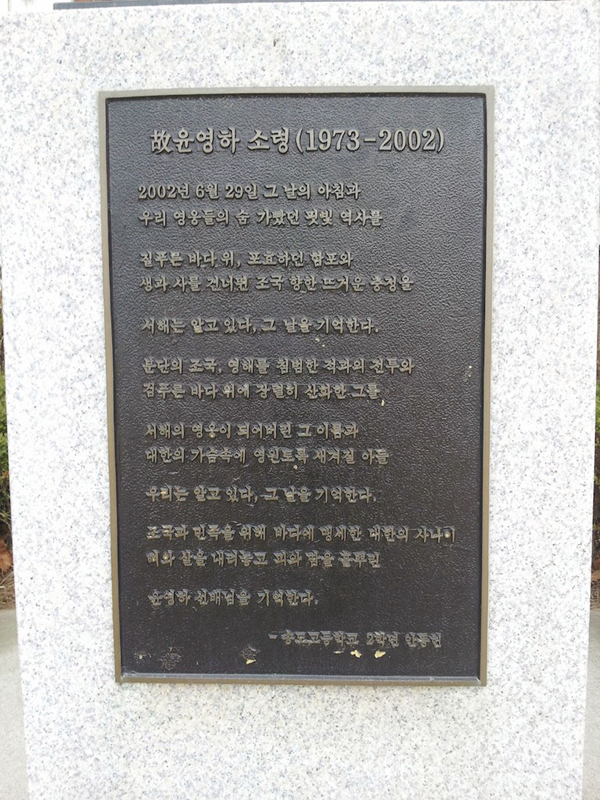 故윤영하 소령(1973-2002)
2002년 6월 29일 그 날의 아침과
우리 영웅들의 숨 가빴던 핏빛 역사를
짙푸른 바다 위, 포효하던 함포와
생과 사를 건너편 조국 향한 뜨거운 충정을
서해는 알고 있다, 그 날을 기억한다.
분단의 조국, 영해를 침범한 적과의 전투와
검푸른 바다 위에 장렬히 산화한 그를
서해의 영웅이 되어버린 그 이름과
대한의 가슴속에 영원토록 새겨질 아들
우리는 알고 있다, 그 날을 기억한다.
조국과 민족을 위해 바다에 맹세한 대한의 사나이
뼈와 살을 내려놓고 피와 땀을 흩뿌린
윤영하 선배님을 기억한다.
- 송도고등학교 2학년